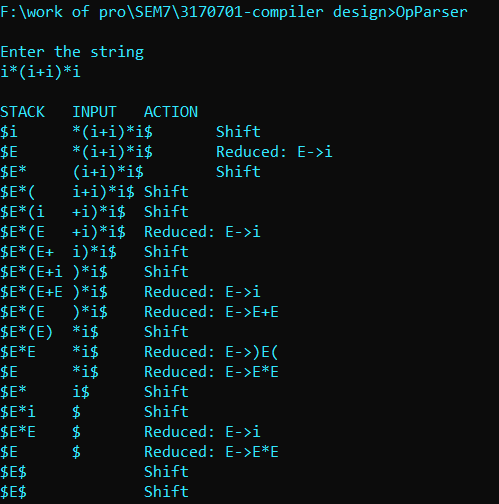 F:\work of pro\SEM7\3170701-compiler design>OpParser
Enter the string
i*(i+i)*i
STACK INPUT ACTION
$i *(i+i)*i$ Shift
$E *(i+i)*i$ Reduced: E->i
$E* (i+i)*i$ Shift
$E*( i+i)*i$ Shift
$E*(i +i)*i$ Shift
$E*(E +i)*i$ Reduced: E->i
$E*(E+ i)*i$ Shift
$E*(E+i )*i$ Shift
$E*(E+E )*i$ Reduced: E->i
$E*(E )*i$ Reduced: E->E+E
$E*(E) *i$ Shift
$E*E *i$ Reduced: E->)E(
$E *i$ Reduced: E->E*E
$E* i$ Shift
$E*i $ Shift
$E*E $ Reduced: E->i
$E $ Reduced: E->E*E
$E$ Shift
$E$ Shift